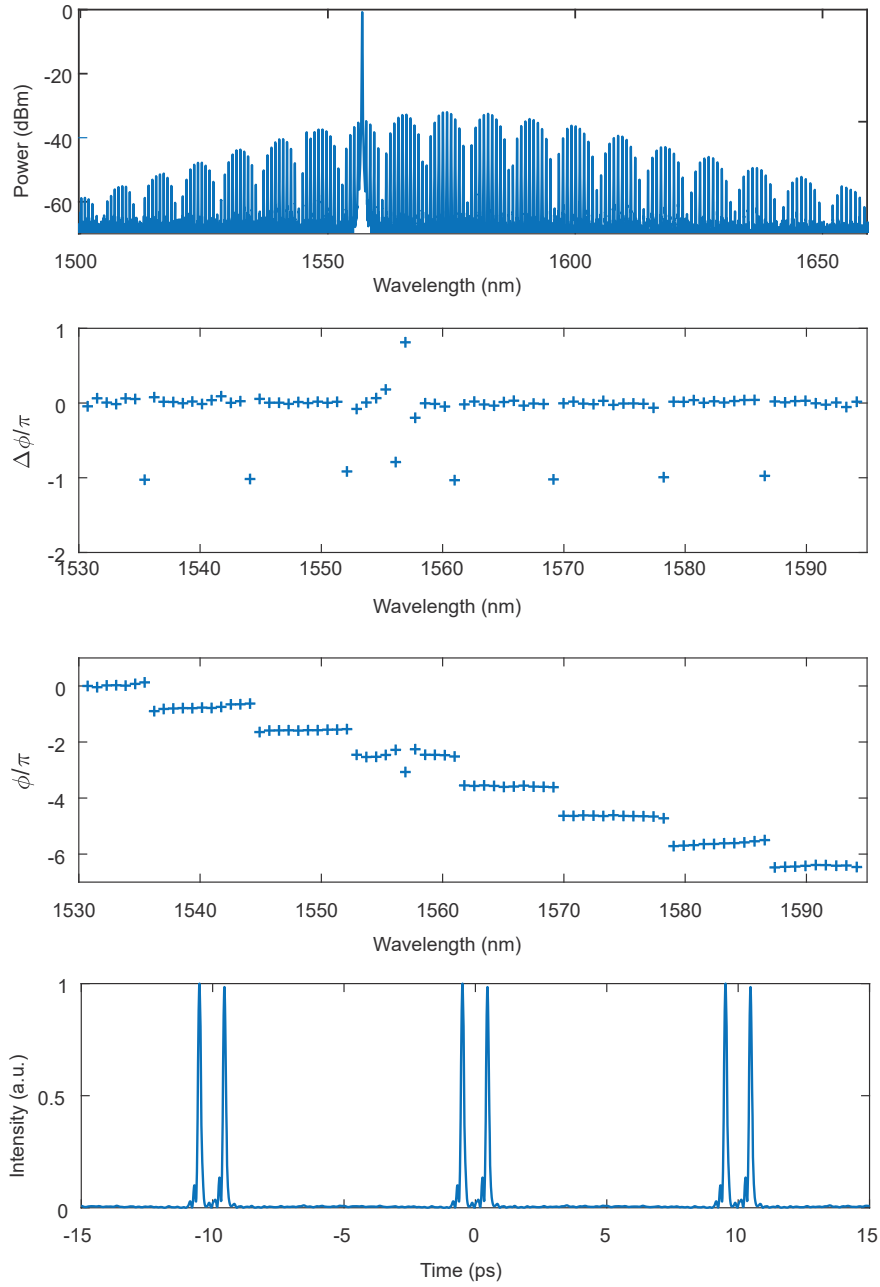 0
-20
-40
-60
Power (dBm)
1500 1550 1600 1650
Wavelength (nm)
1
0
-1
-2
Δϕ/π
1530 1540 1550 1560 1570 1580 1590
Wavelength (nm)
0
-2
-4
-6
ϕ/π
1530 1540 1550 1560 1570 1580 1590
Wavelength (nm)
1
0.5
0
Intensity (a.u.)
-15 -10 -5 0 5 10 15
Time (ps)